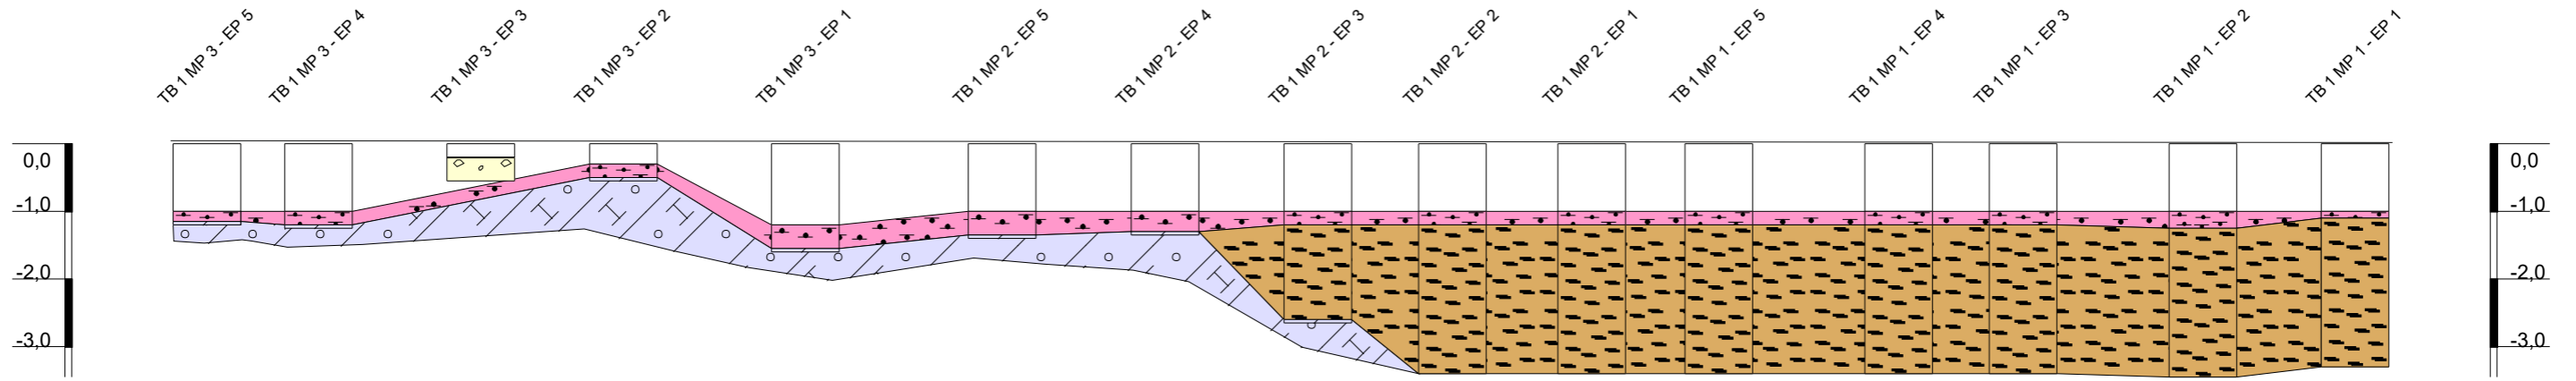 TB 1 MP 3 - EP 5
TB 1 MP 3 - EP 4
TB 1 MP 3 - EP 3
TB 1 MP 3 - EP 2
TB 1 MP 3 - EP 1
TB 1 MP 2 - EP 5
TB 1 MP 2 - EP 4
TB 1 MP 2 - EP 3
TB 1 MP 2 - EP 2
TB 1 MP 2 - EP 1
TB 1 MP 1 - EP 5
TB 1 MP 1 - EP 4
TB 1 MP 1 - EP 3
TB 1 MP 1 - EP 2
TB 1 MP 1 - EP 1
0,0
-1,0
-2,0
-3,0
0,0
-1,0
-2,0
-3,0